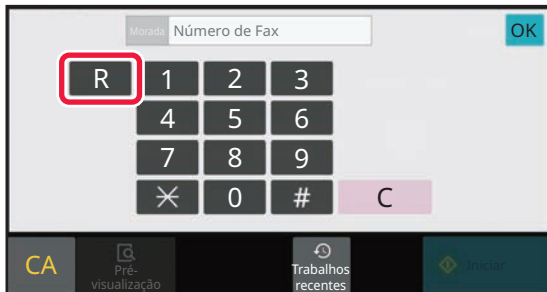 Morada Número de Fax OK
R 1 2 3
4 5 6
7 8 9
* 0 # C
CA Pré-
visualização Trabalhos
recentes Iniciar